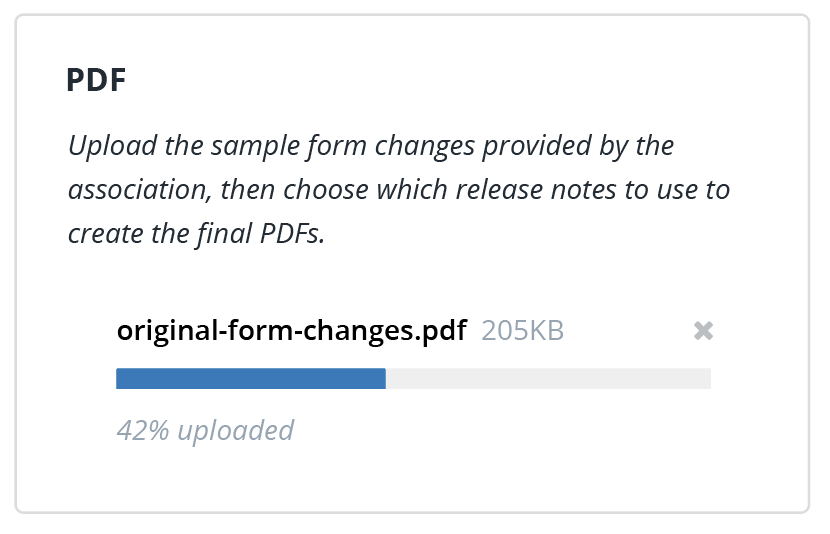 PDF
Upload the sample form changes provided by the
association, then choose which release notes to use to
create the final PDFs.
original-form-changes.pdf 205KB
42% uploaded